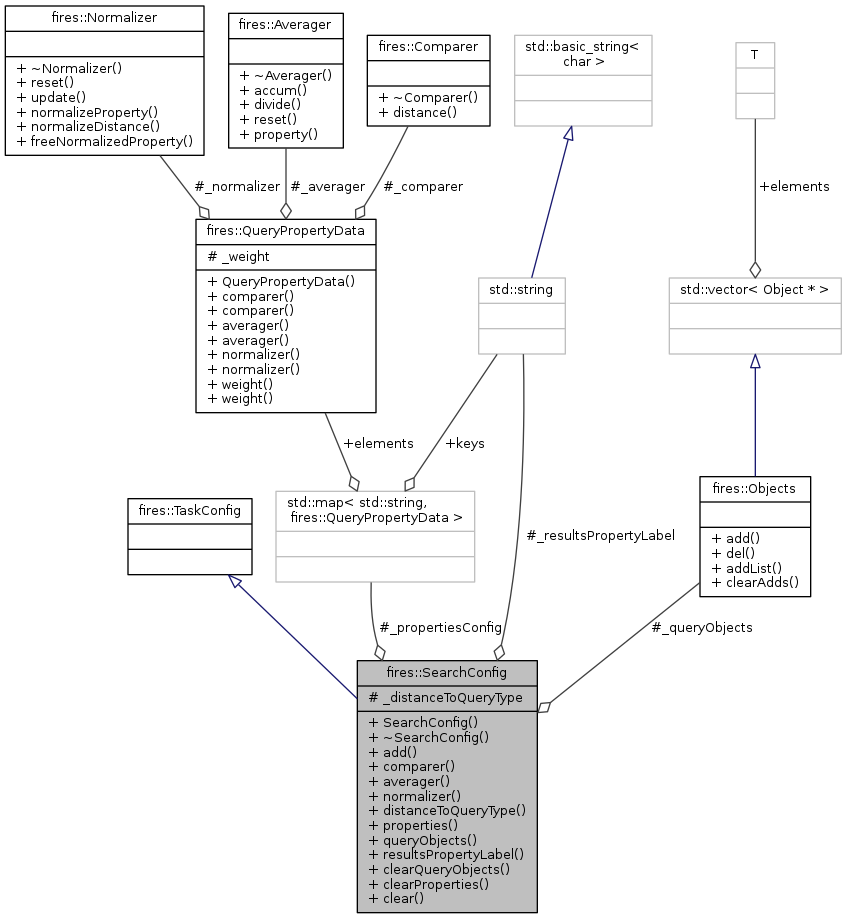 fires::Normalizer
+ ~Normalizer()
+ reset()
+ update()
+ normalizeProperty()
+ normalizeDistance()
+ freeNormalizedProperty()
fires::Averager
+ ~Averager()
+ accum()
+ divide()
+ reset()
+ property()
fires::Comparer
+ ~Comparer()
+ distance()
std::basic_string<
char >
T
#_normalizer
#_averager
#_comparer
+elements
fires::QueryPropertyData
# _weight
+ QueryPropertyData()
+ comparer()
+ comparer()
+ averager()
+ averager()
+ normalizer()
+ normalizer()
+ weight()
+ weight()
std::string
std::vector< Object * >
+elements
+keys
fires::TaskConfig
std::map< std::string,
fires::QueryPropertyData >
fires::Objects
+ add()
+ del()
+ addList()
+ clearAdds()
#_resultsPropertyLabel
#_propertiesConfig
#_queryObjects
fires::SearchConfig
# _distanceToQueryType
+ SearchConfig()
+ ~SearchConfig()
+ add()
+ comparer()
+ averager()
+ normalizer()
+ distanceToQueryType()
+ properties()
+ queryObjects()
+ resultsPropertyLabel()
+ clearQueryObjects()
+ clearProperties()
+ clear()